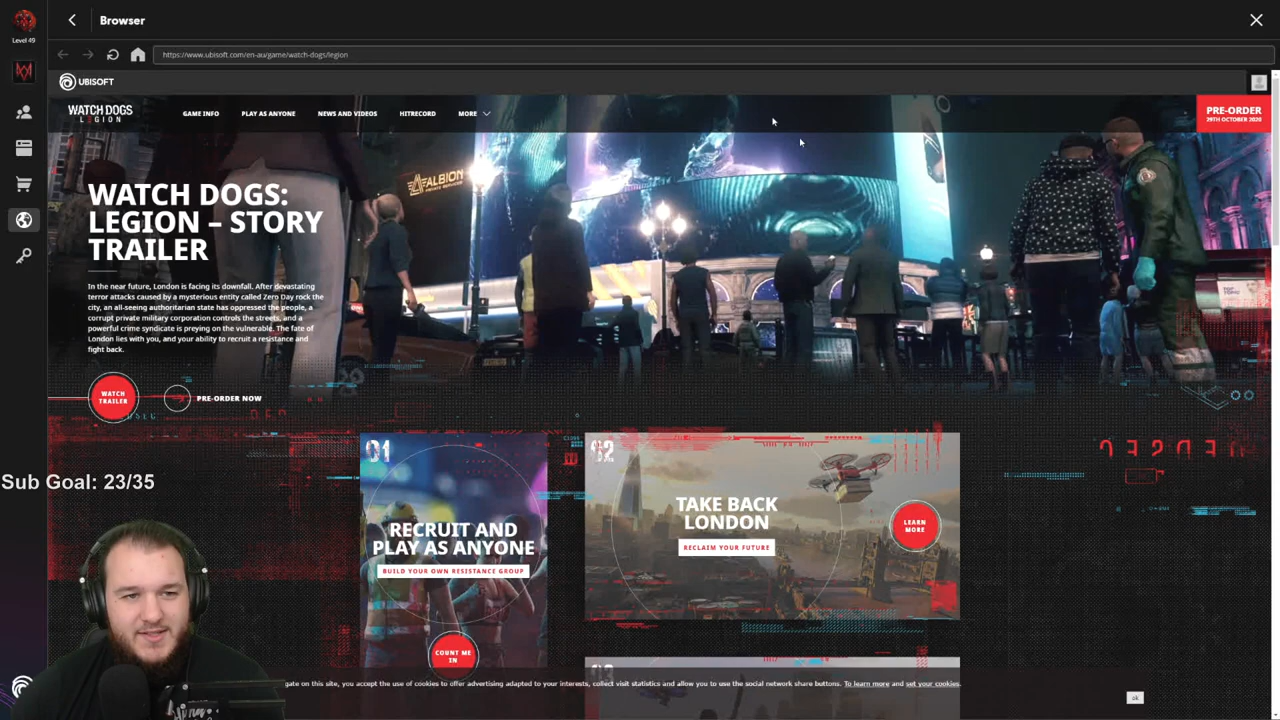 Browser
Level 49
https://www.ubisoft.com/en-au/game/watch-dogs/legion
UBISOFT
WATCH DOGS
LEGION
GAME INFO
PLAY AS ANYONE
NEWS AND VIDEOS
HITRECORD
MORE
PRE-ORDER
29TH OCTOBER 2020
ALBION
WATCH DOGS:
LEGION – STORY
TRAILER
In the near future, London is facing its downfall. After devastating
terror attacks caused by a mysterious entity called Zero Day rock the
city, an all-seeing authoritarian state has oppressed the people, a
corrupt private military corporation controls the streets, and a
powerful crime syndicate is preying on the vulnerable. The fate of
London lies with you, and your ability to recruit a resistance and
fight back.
WATCH
TRAILER
PRE-ORDER NOW
01
RECRUIT AND
PLAY AS ANYONE
BUILD YOUR OWN RESISTANCE GROUP
COUNT ME
IN
02
TAKE BACK
LONDON
RECLAIM YOUR FUTURE
LEARN
MORE
Sub Goal: 23/35
03
gate on this site, you accept the use of cookies to offer advertising adapted to your interests, collect visit statistics and allow you to use the social network share buttons. To learn more and set your cookies.
ok